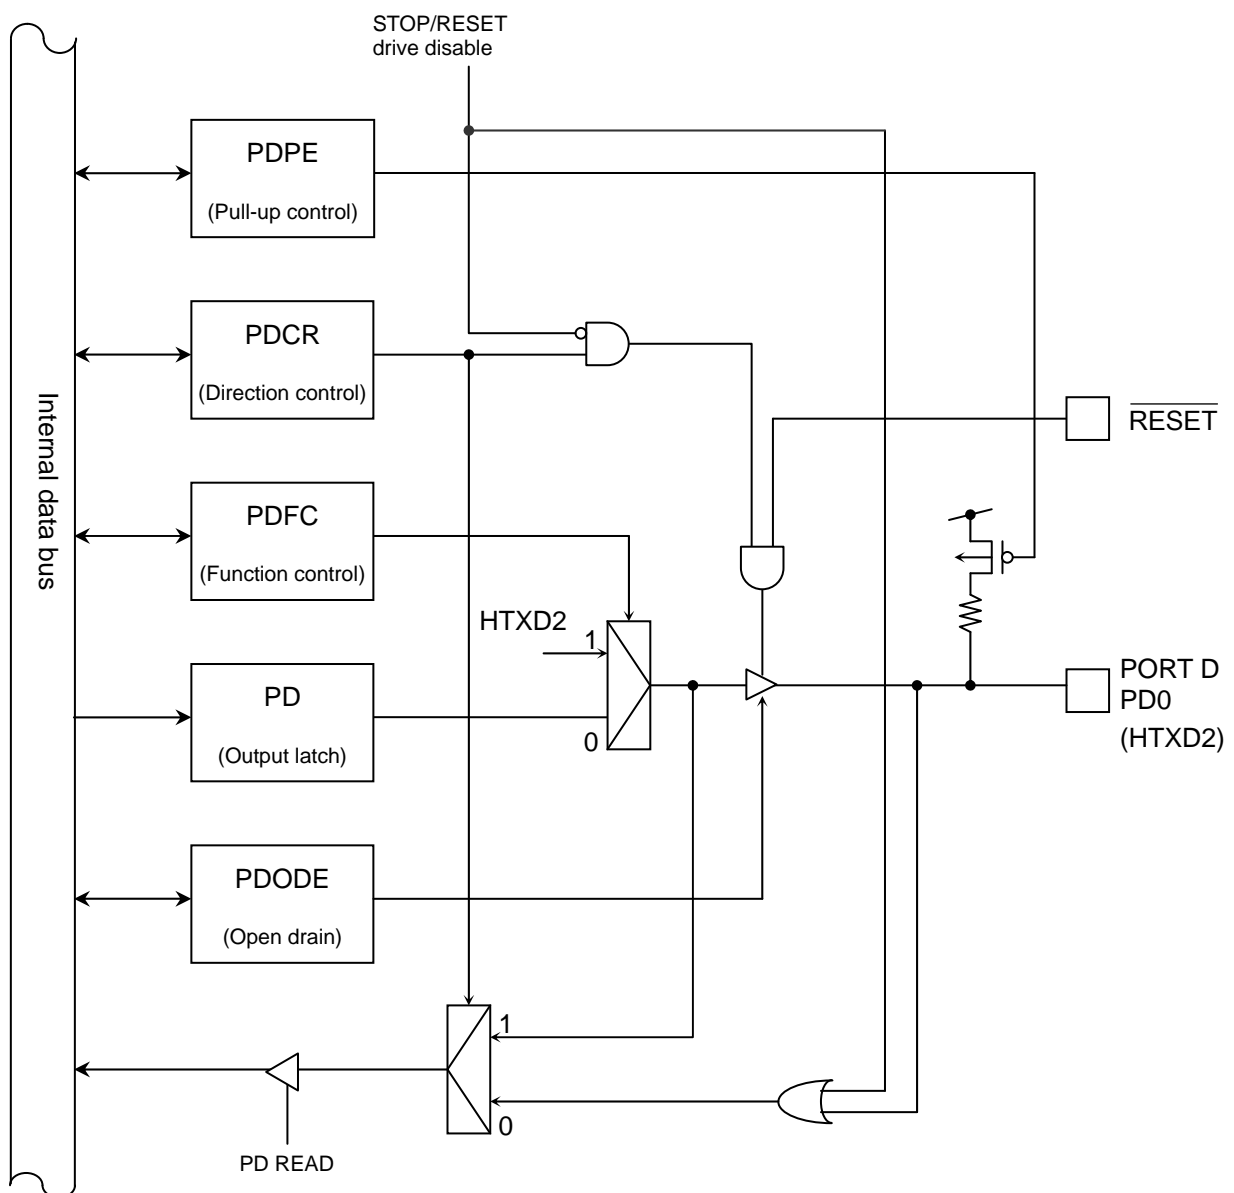 STOP/RESET
drive disable
PDPE
(Pull-up control)
PDCR
(Direction control)
RESET
Internal data bus
PDFC
(Function control)
HTXD2
1
PORT D
PD0
(HTXD2)
PD
(Output latch)
0
PDODE
(Open drain)
1
0
PD READ